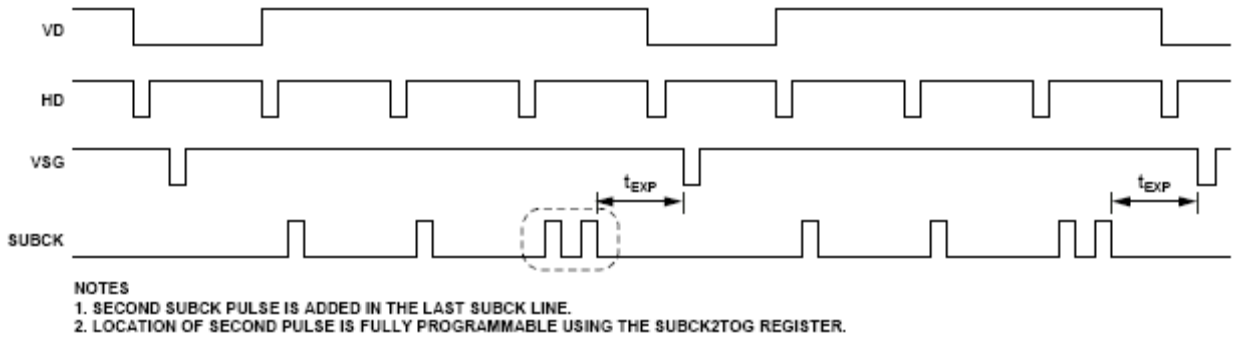 VD
HD
VSG
tEXP
tEXP
SUBCK
NOTES
1. SECOND SUBCK PULSE IS ADDED IN THE LAST SUBCK LINE.
2. LOCATION OF SECOND PULSE IS FULLY PROGRAMMABLE USING THE SUBCK2TOG REGISTER.